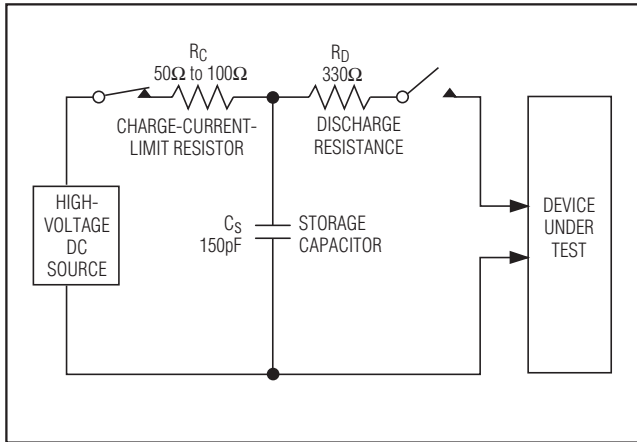 R_C
50Ω to 100Ω
CHARGE-CURRENT-
LIMIT RESISTOR
R_D
330Ω
DISCHARGE
RESISTANCE
HIGH-
VOLTAGE
DC
SOURCE
C_S
150pF
STORAGE
CAPACITOR
DEVICE
UNDER
TEST